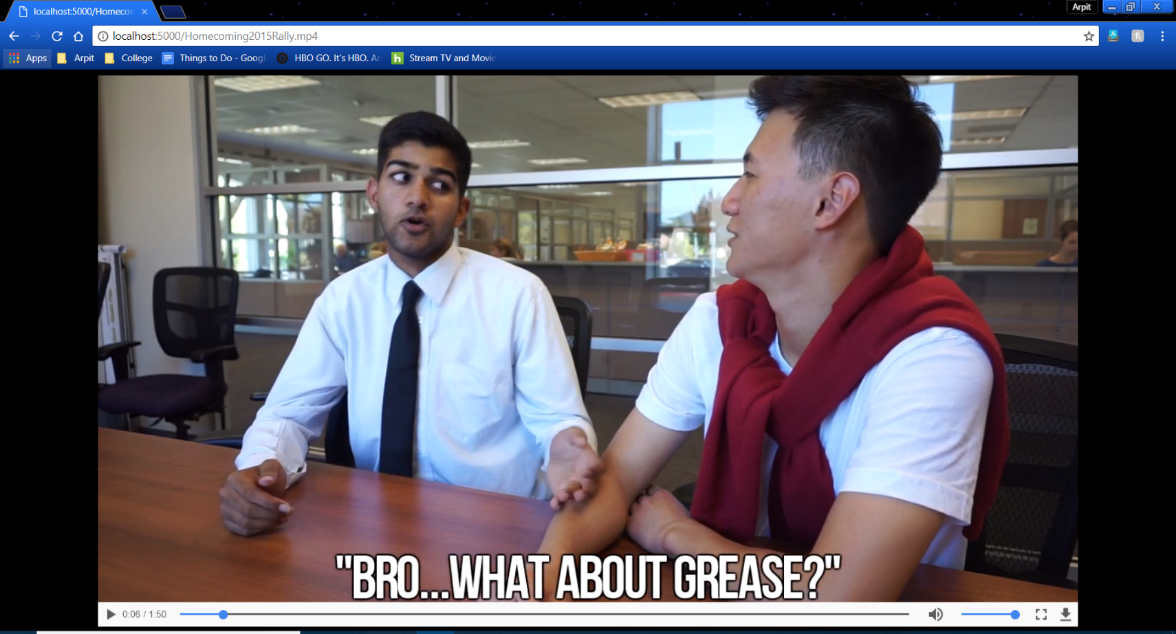 localhost:5000/Homecom
Arpit
localhost:5000/Homecoming2015Rally.mp4
Apps
Arpit
College
Things to Do - Googl
HBO GO. It's HBO. A
Stream TV and Movie
"BRO...WHAT ABOUT GREASE?"
0:06 / 1:50